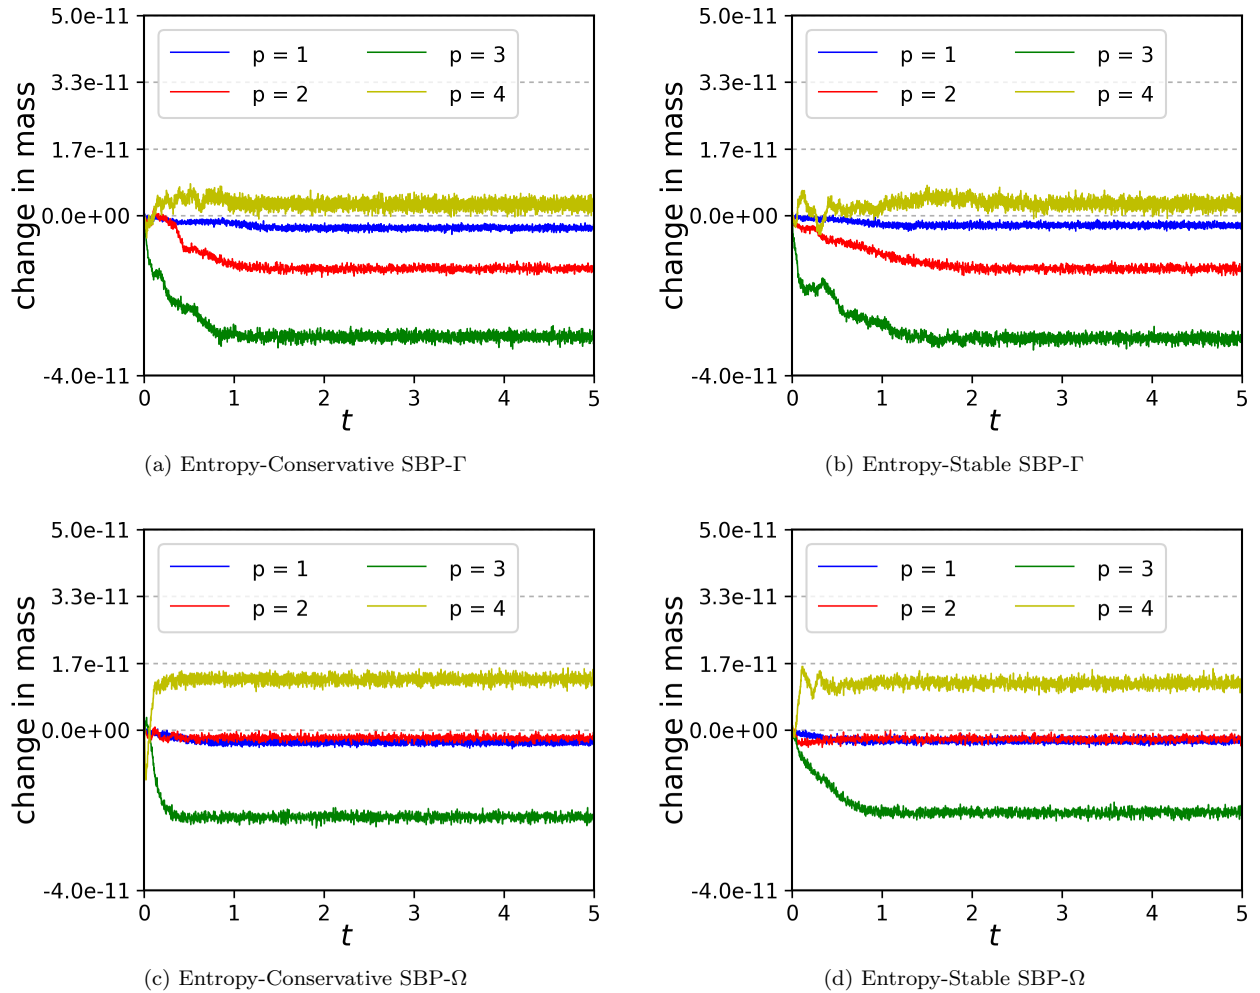 5.0e-11
3.3e-11
1.7e-11
0.0e+00
-4.0e-11
change in mass
p = 1
p = 2
p = 3
p = 4
0 1 2 3 4 5
t
(a) Entropy-Conservative SBP-Γ
5.0e-11
3.3e-11
1.7e-11
0.0e+00
-4.0e-11
change in mass
p = 1
p = 2
p = 3
p = 4
0 1 2 3 4 5
t
(b) Entropy-Stable SBP-Γ
5.0e-11
3.3e-11
1.7e-11
0.0e+00
-4.0e-11
change in mass
p = 1
p = 2
p = 3
p = 4
0 1 2 3 4 5
t
(c) Entropy-Conservative SBP-Ω
5.0e-11
3.3e-11
1.7e-11
0.0e+00
-4.0e-11
change in mass
p = 1
p = 2
p = 3
p = 4
0 1 2 3 4 5
t
(d) Entropy-Stable SBP-Ω